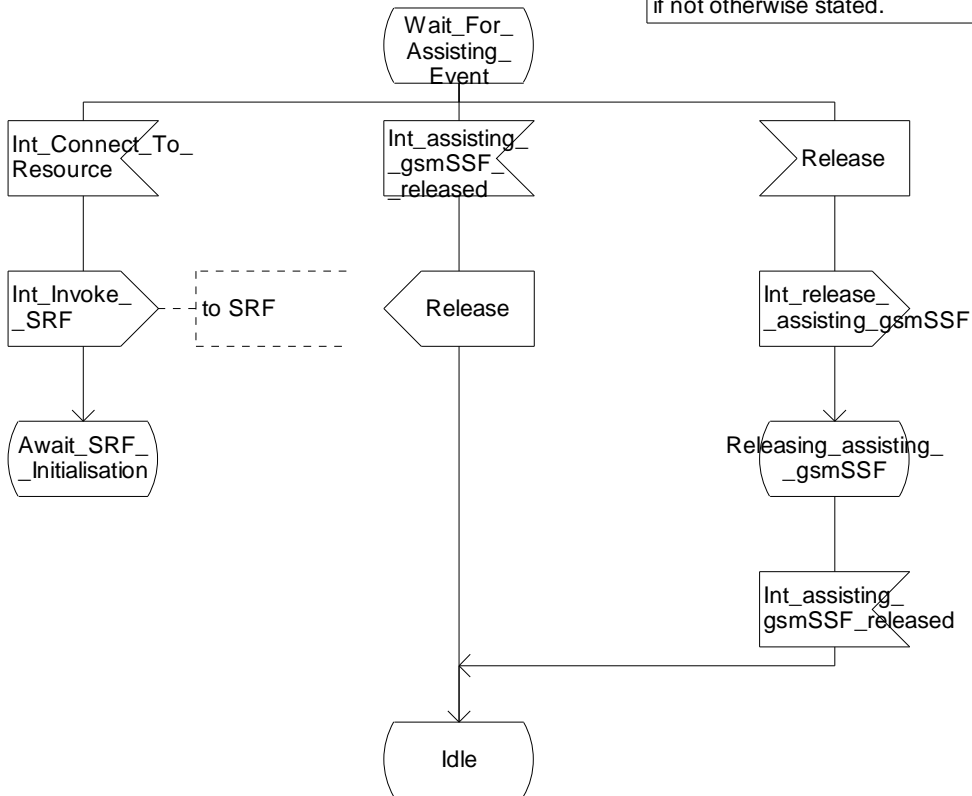 if not otherwise stated.
Wait_For_
Assisting_
Event
Int_Connect_To_
Resource
Int_assisting_
_gsmSSF_
_released
Release
Int_Invoke_
_SRF
to SRF
Release
Int_release_
_assisting_gsmSSF
Await_SRF_
_Initialisation
Releasing_assisting_
_gsmSSF
Int_assisting_
gsmSSF_released
Idle